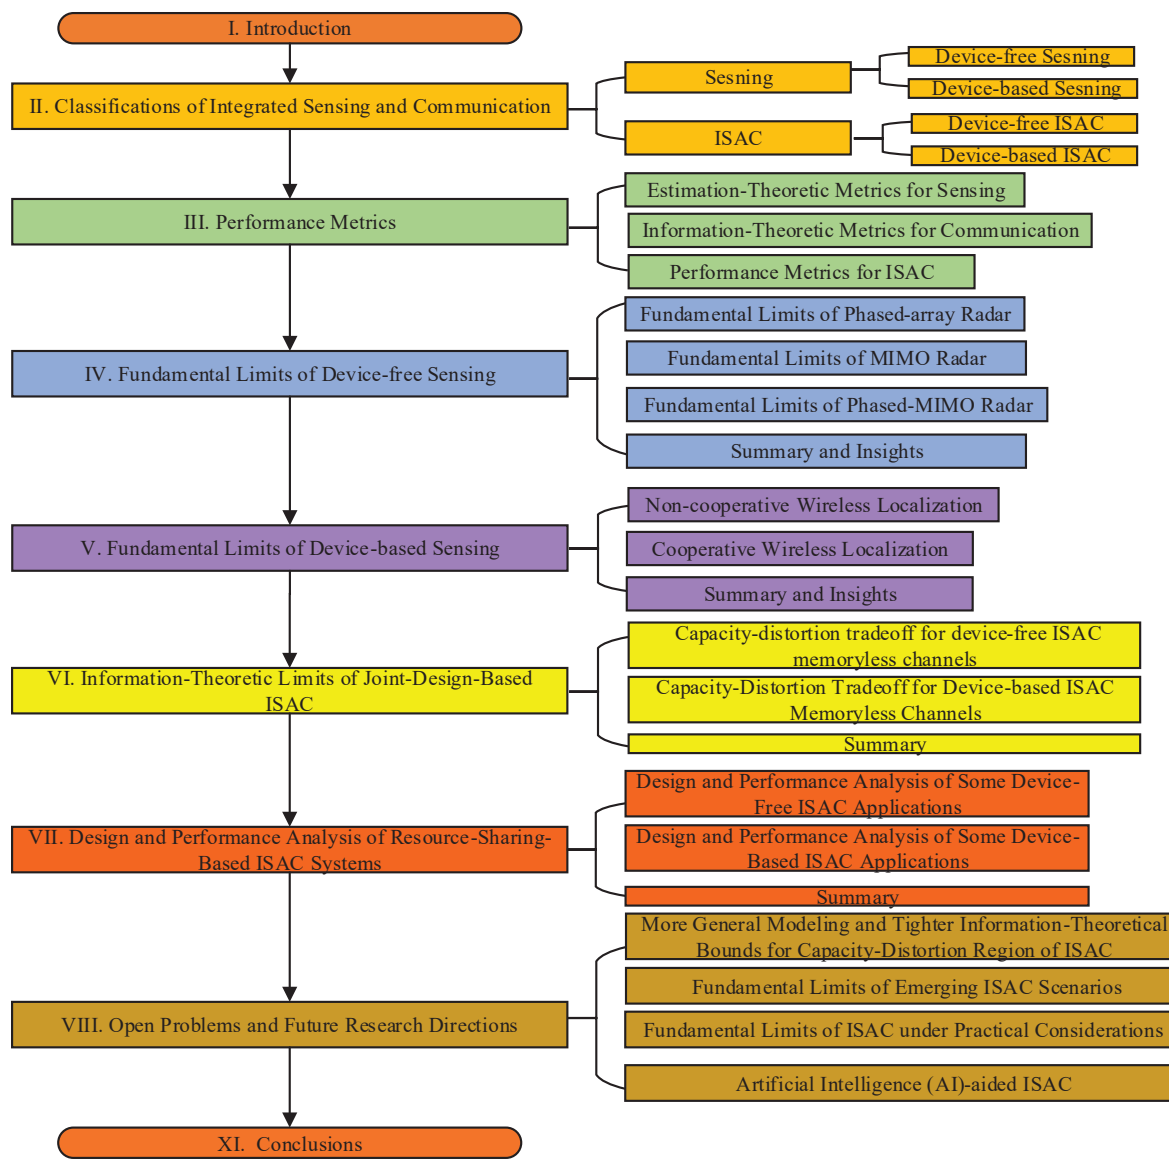 I. Introduction
II. Classifications of Integrated Sensing and Communication
Sesning
Device-free Sesning
Device-based Sesning
ISAC
Device-free ISAC
Device-based ISAC
III. Performance Metrics
Estimation-Theoretic Metrics for Sensing
Information-Theoretic Metrics for Communication
Performance Metrics for ISAC
IV. Fundamental Limits of Device-free Sensing
Fundamental Limits of Phased-array Radar
Fundamental Limits of MIMO Radar
Fundamental Limits of Phased-MIMO Radar
Summary and Insights
V. Fundamental Limits of Device-based Sensing
Non-cooperative Wireless Localization
Cooperative Wireless Localization
Summary and Insights
VI. Information-Theoretic Limits of Joint-Design-Based
ISAC
Capacity-distortion tradeoff for device-free ISAC
memoryless channels
Capacity-Distortion Tradeoff for Device-based ISAC
Memoryless Channels
Summary
VII. Design and Performance Analysis of Resource-Sharing-
Based ISAC Systems
Design and Performance Analysis of Some Device-
Free ISAC Applications
Design and Performance Analysis of Some Device-
Based ISAC Applications
Summary
VIII. Open Problems and Future Research Directions
More General Modeling and Tighter Information-Theoretical
Bounds for Capacity-Distortion Region of ISAC
Fundamental Limits of Emerging ISAC Scenarios
Fundamental Limits of ISAC under Practical Considerations
Artificial Intelligence (AI)-aided ISAC
XI. Conclusions